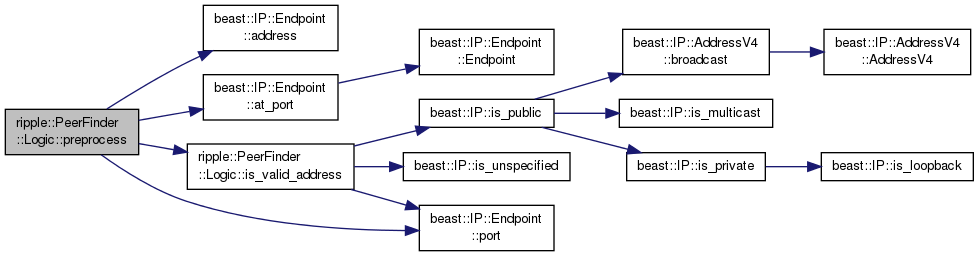 beast::IP::Endpoint
::address
beast::IP::Endpoint
::Endpoint
beast::IP::AddressV4
::broadcast
beast::IP::AddressV4
::AddressV4
beast::IP::Endpoint
::at_port
ripple::PeerFinder
::Logic::preprocess
beast::IP::is_public
beast::IP::is_multicast
ripple::PeerFinder
::Logic::is_valid_address
beast::IP::is_unspecified
beast::IP::is_private
beast::IP::is_loopback
beast::IP::Endpoint
::port